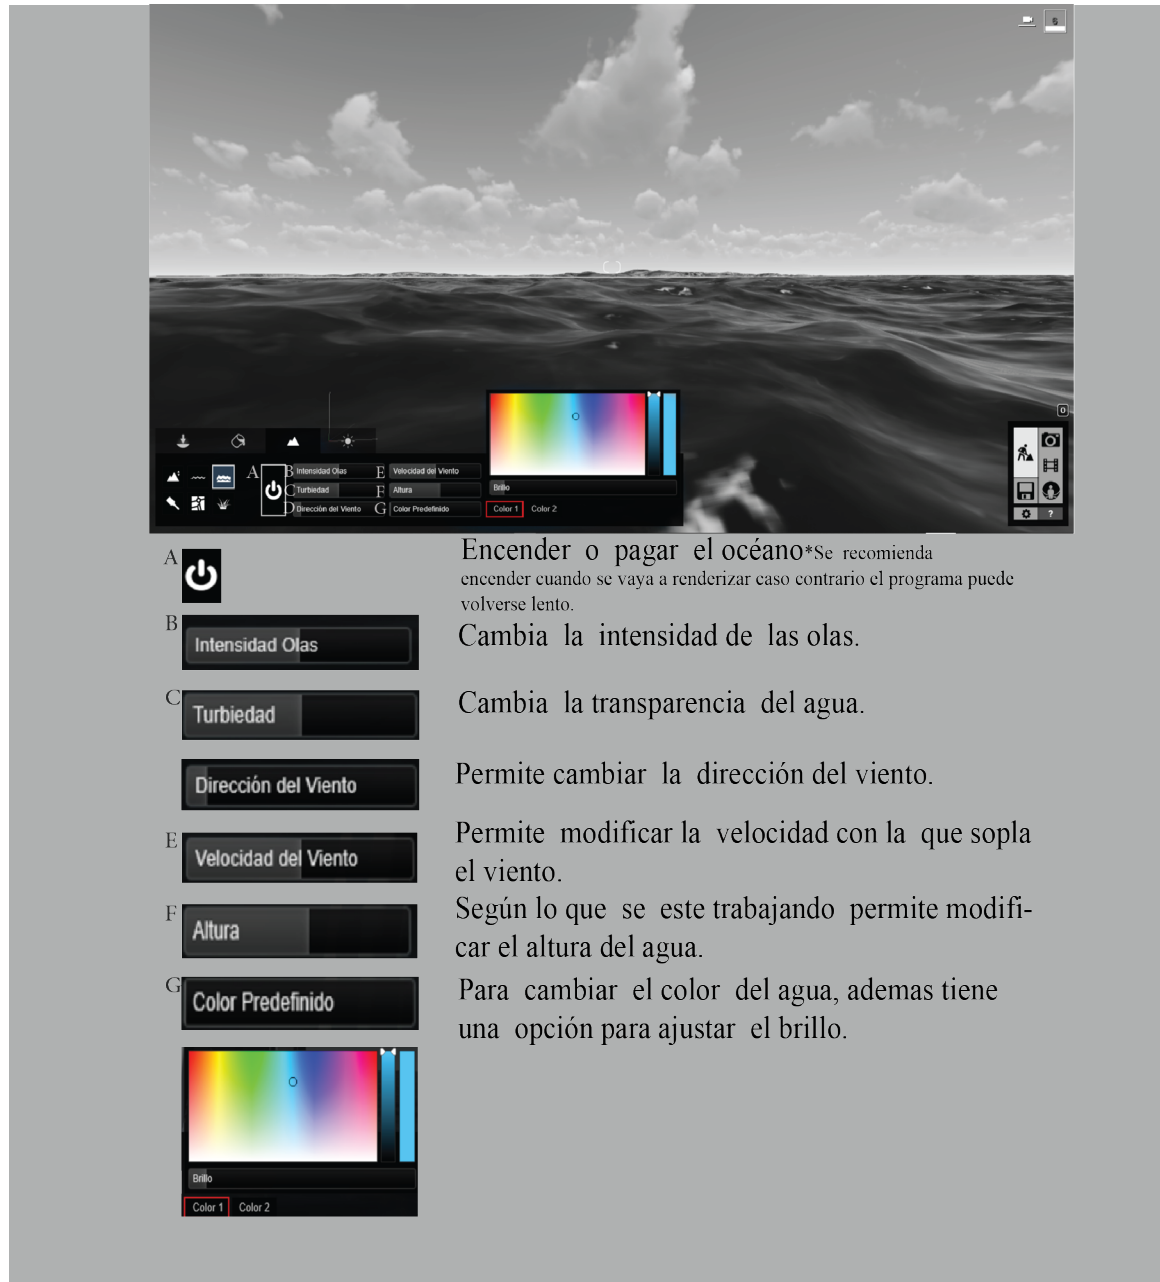 S
0
A
B Intensidad Olas
E Velocidad del Viento
C Turbiedad
F Altura
D Dirección del Viento
G Color Predefinido
Brillo
Color 1 Color 2
?
A
Encender o pagar el océano*Se recomienda
encender cuando se vaya a renderizar caso contrario el programa puede
volverse lento.
B
Intensidad Olas
Cambia la intensidad de las olas.
C
Turbiedad
Cambia la transparencia del agua.
Dirección del Viento
Permite cambiar la dirección del viento.
E
Velocidad del Viento
Permite modificar la velocidad con la que sopla
el viento.
F
Altura
Según lo que se este trabajando permite modifi-
car el altura del agua.
G
Color Predefinido
Para cambiar el color del agua, ademas tiene
una opción para ajustar el brillo.
Brillo
Color 1 Color 2